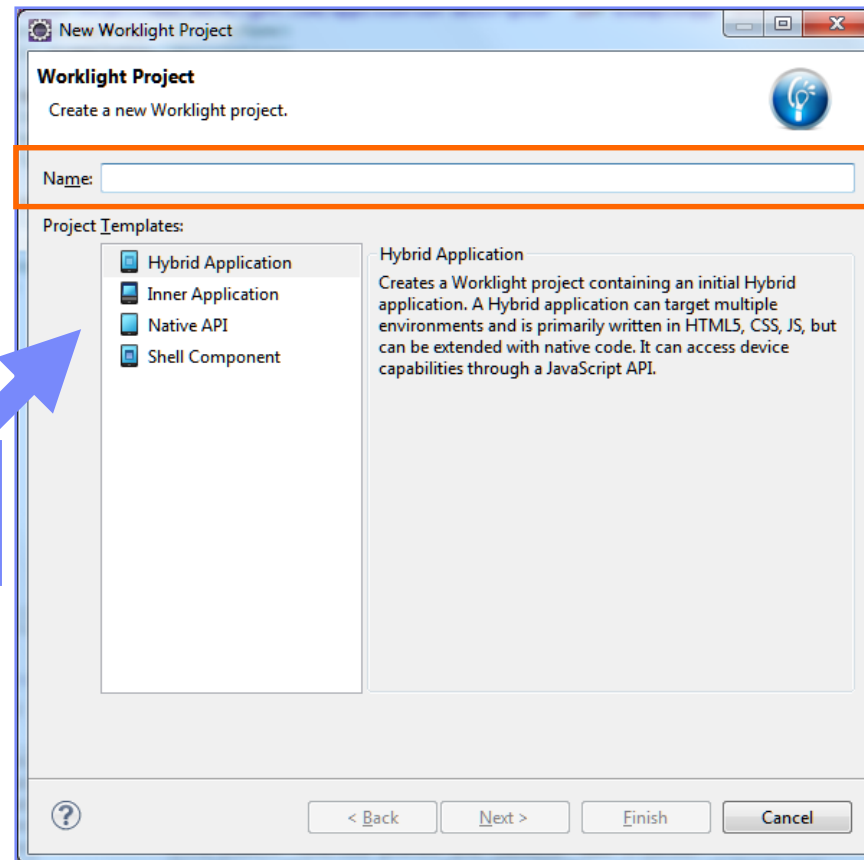 New Worklight Project
Worklight Project
Create a new Worklight project.
Name:
Project Templates:
Hybrid Application
Inner Application
Native API
Shell Component
Hybrid Application
Creates a Worklight project containing an initial Hybrid
application. A Hybrid application can target multiple
environments and is primarily written in HTML5, CSS, JS, but
can be extended with native code. It can access device
capabilities through a JavaScript API.
?
< Back
Next >
Finish
Cancel